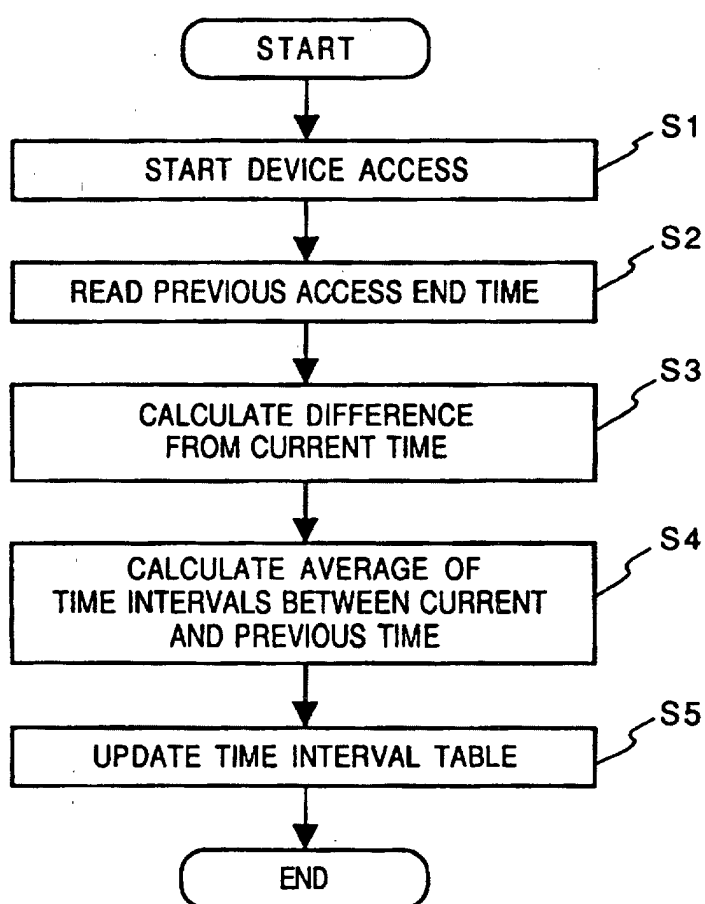 START
S1
START DEVICE ACCESS
S2
READ PREVIOUS ACCESS END TIME
S3
CALCULATE DIFFERENCE
FROM CURRENT TIME
S4
CALCULATE AVERAGE OF
TIME INTERVALS BETWEEN CURRENT
AND PREVIOUS TIME
S5
UPDATE TIME INTERVAL TABLE
END